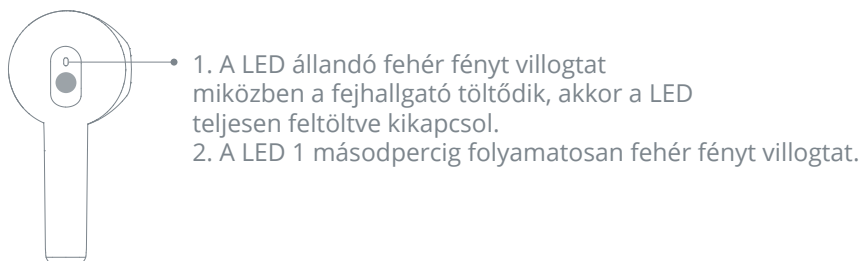 1. A LED állandó fehér fényt villogtat
miközben a fejhallgató töltődik, akkor a LED
teljesen feltöltve kikapcsol.
2. A LED 1 másodpercig folyamatosan fehér fényt villogtat.